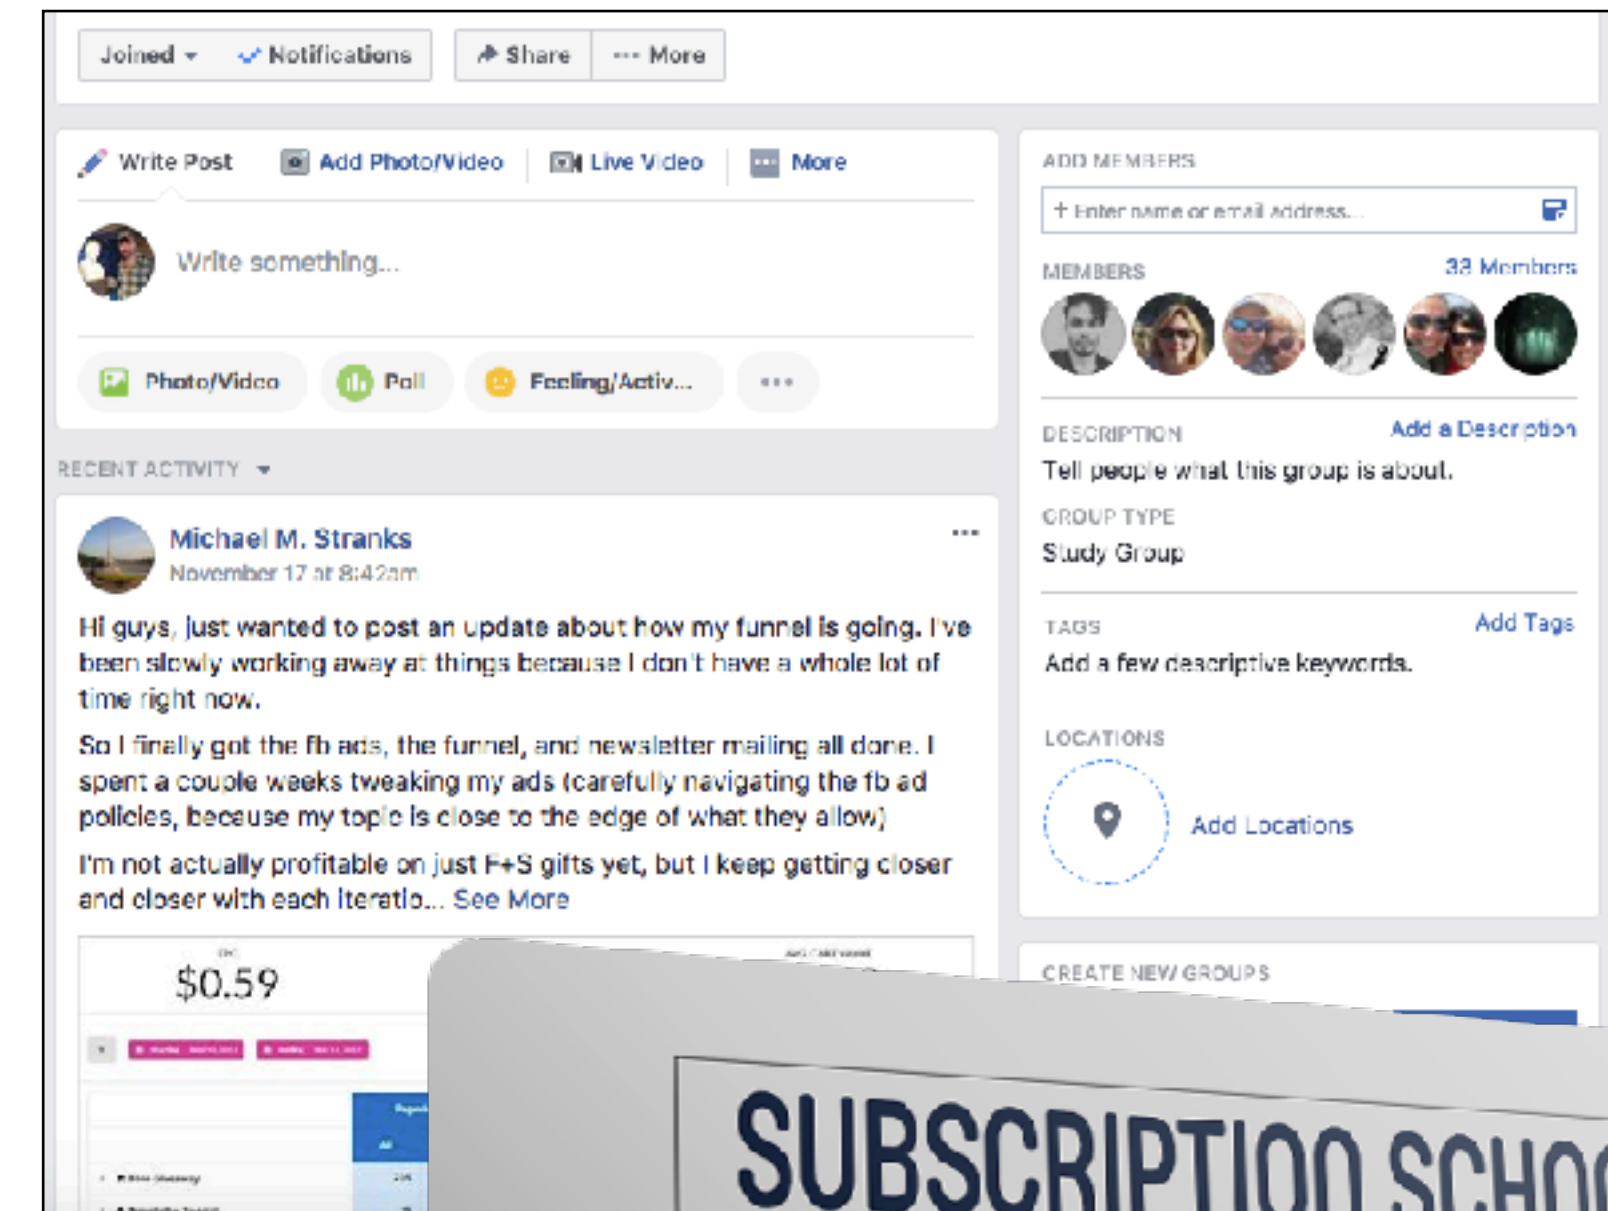 Joined
Notifications
Share
More
Write Post
Add Photo/Video
Live Video
More
Write something...
Photo/Video
Poll
Feeling/Activ...
RECENT ACTIVITY
Michael M. Stranks
November 17 at 8:42am
Hi guys, just wanted to post an update about how my funnel is going. I've
been slowly working away at things because I don't have a whole lot of
time right now.
So I finally got the fb ads, the funnel, and newsletter mailing all done. I
spent a couple weeks tweaking my ads (carefully navigating the fb ad
policies, because my topic is close to the edge of what they allow)
I'm not actually profitable on just F+S gifts yet, but I keep getting closer
and closer with each iteratio... See More
$0.59
All
ADD MEMBERS
+ Enter name or email address...
MEMBERS
33 Members
DESCRIPTION
Add a Description
Tell people what this group is about.
GROUP TYPE
Study Group
TAGS
Add Tags
Add a few descriptive keywords.
LOCATIONS
Add Locations
CREATE NEW GROUPS
SUBSCRIPTION SCHOO